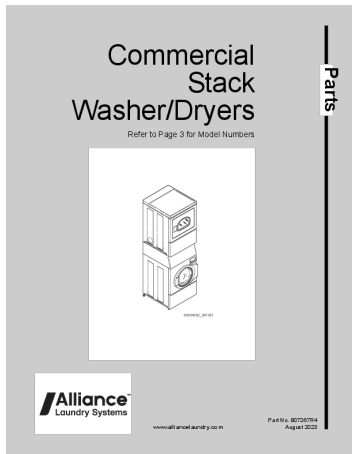 Commercial
Stack
Washer/Dryers
Refer to Page 3 for Model Numbers
Parts
Alliance™
Laundry Systems
www.alliancelaundry.com
Part No. 807267R4
August 2023